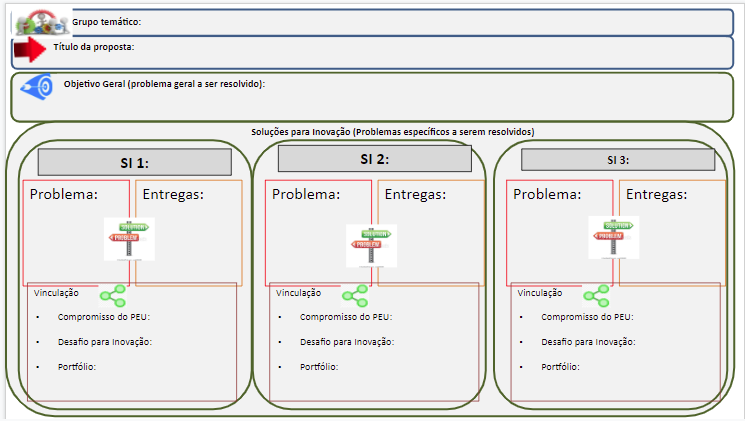 Grupo temático:
Título da proposta:
Objetivo Geral (problema geral a ser resolvido):
Soluções para Inovação (Problemas específicos a serem resolvidos)
SI 1:
Problema:
Entregas:
SOLUTION
PROBLEM
Vinculação
• Compromisso do PEU:
• Desafio para Inovação:
• Portfólio:
SI 2:
Problema:
Entregas:
SOLUTION
PROBLEM
Vinculação
• Compromisso do PEU:
• Desafio para Inovação:
• Portfólio:
SI 3:
Problema:
Entregas:
SOLUTION
PROBLEM
Vinculação
• Compromisso do PEU:
• Desafio para Inovação:
• Portfólio: